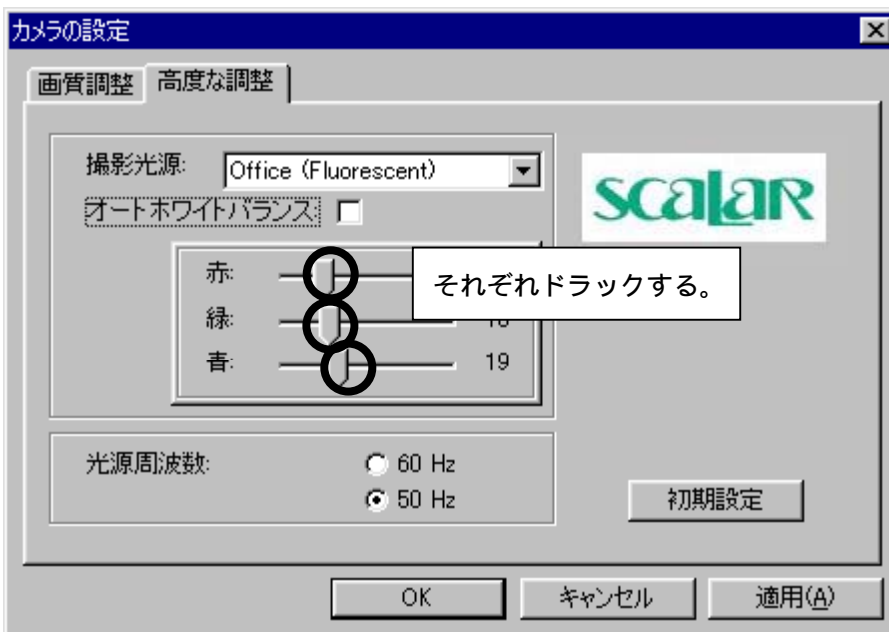 カメラの設定
画質調整 高度な調整
撮影光源: Office (Fluorescent)
scalar
オートホワイトバランス:
赤:
それぞれドラックする。
緑:
青: 19
光源周波数: 60 Hz
50 Hz
初期設定
OK キャンセル 適用(A)